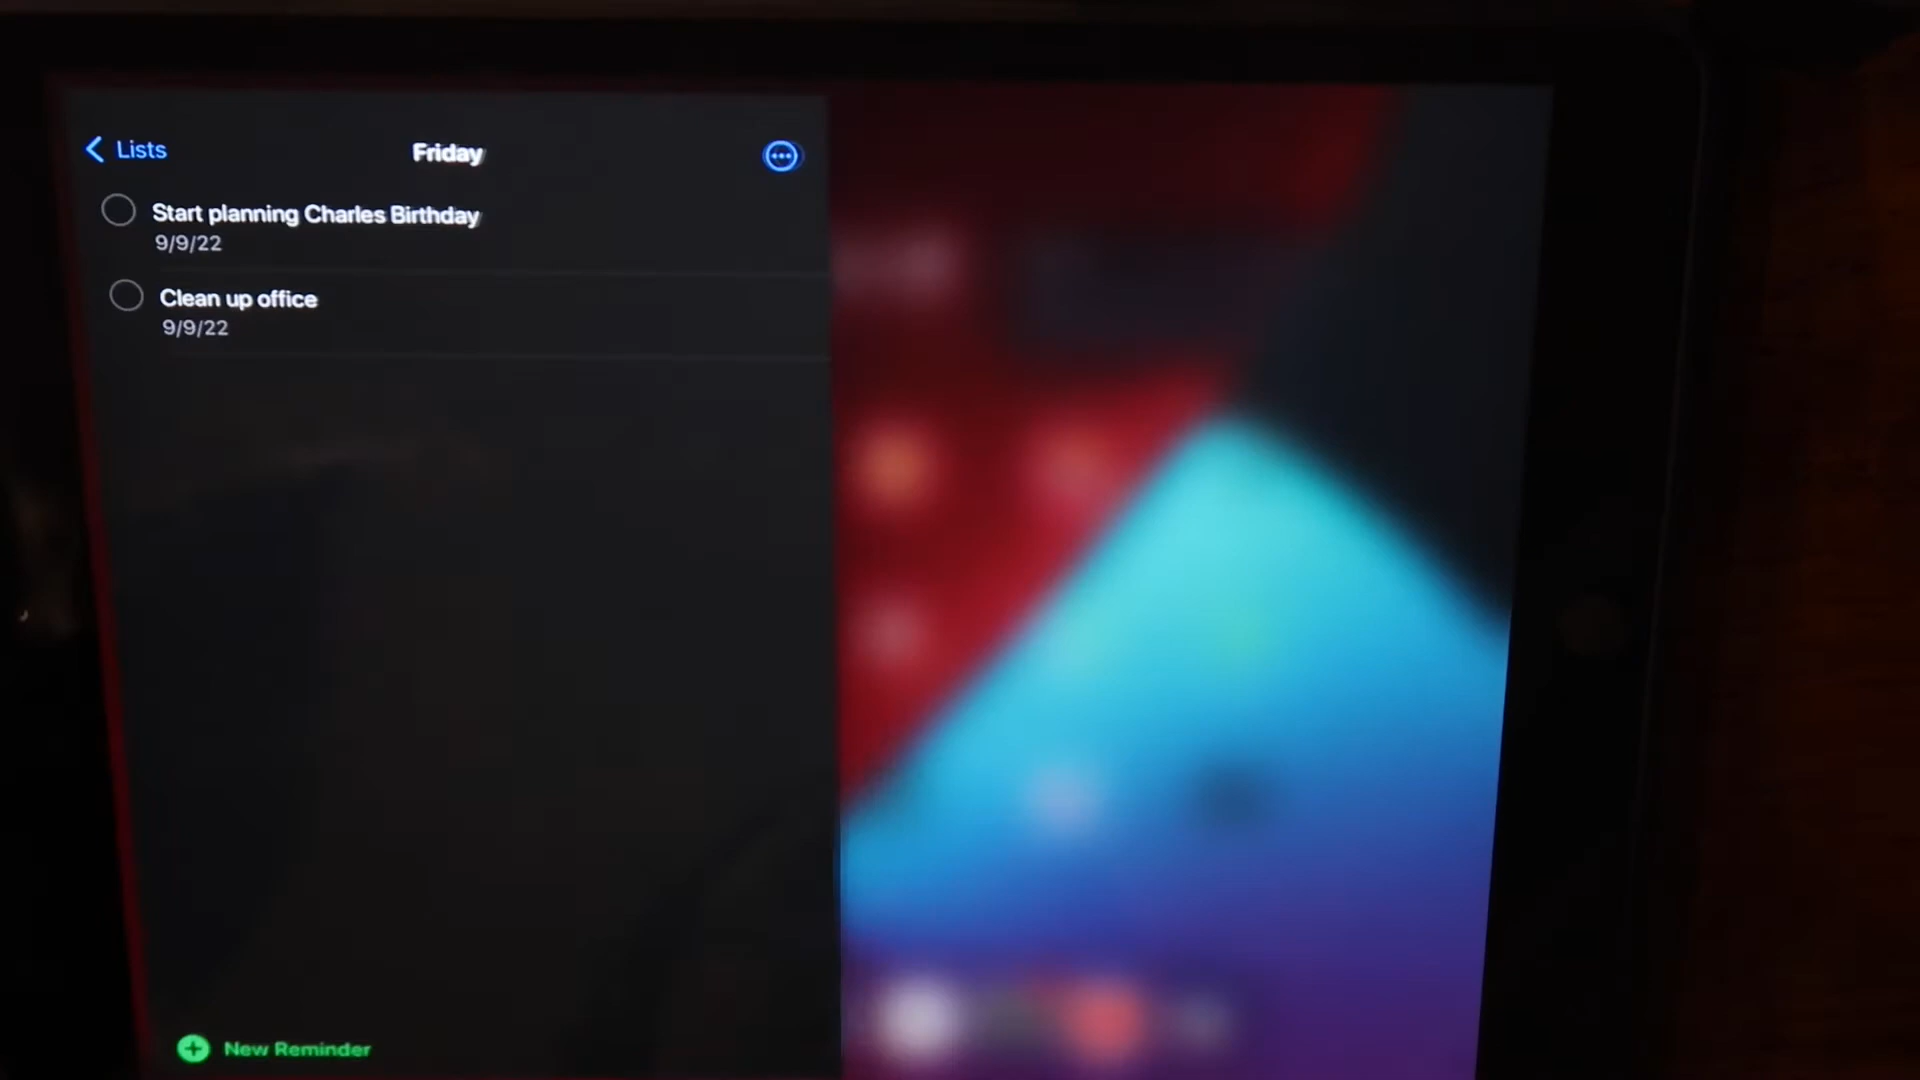 Lists
Friday
Start planning Charles Birthday
9/9/22
Clean up office
9/9/22
New Reminder